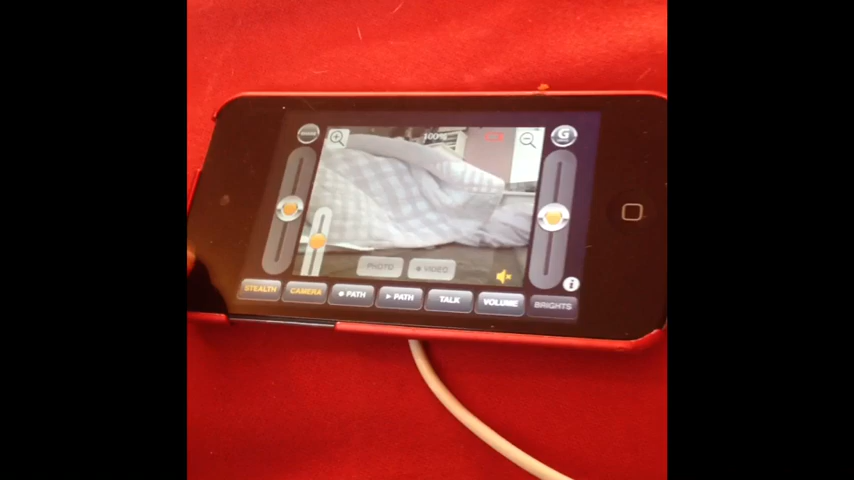 100%
G
PHOTO
● VIDEO
i
STEALTH
CAMERA
● PATH
▶ PATH
TALK
VOLUME
BRIGHTS